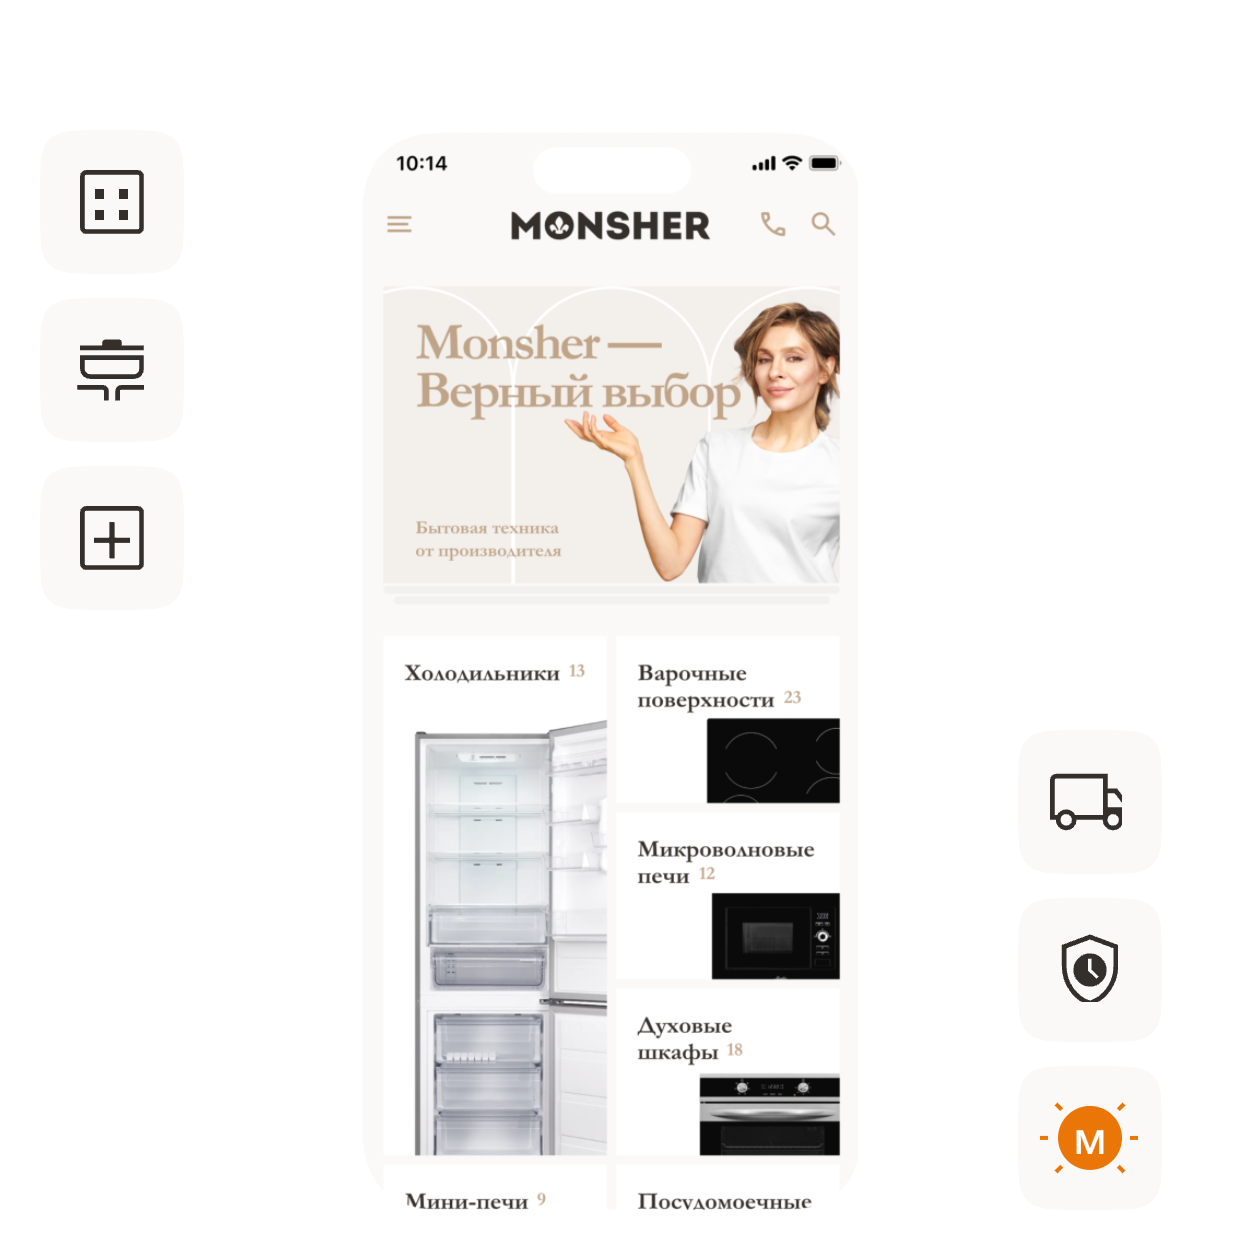 10:14
MONSHER
Monsher —
Верный выбор
Бытовая техника
от производителя
Холодильники 13
Варочные
поверхности 23
Микроволновые
печи 12
Духовые
шкафы 18
Мини-печи 9
Посудомоечные
M